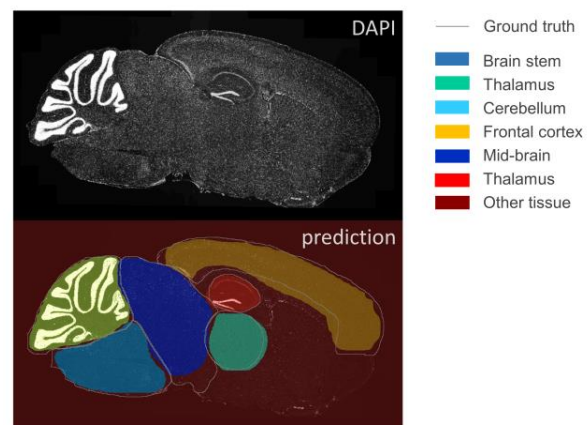 DAPI
prediction
Ground truth
Brain stem
Thalamus
Cerebellum
Frontal cortex
Mid-brain
Thalamus
Other tissue